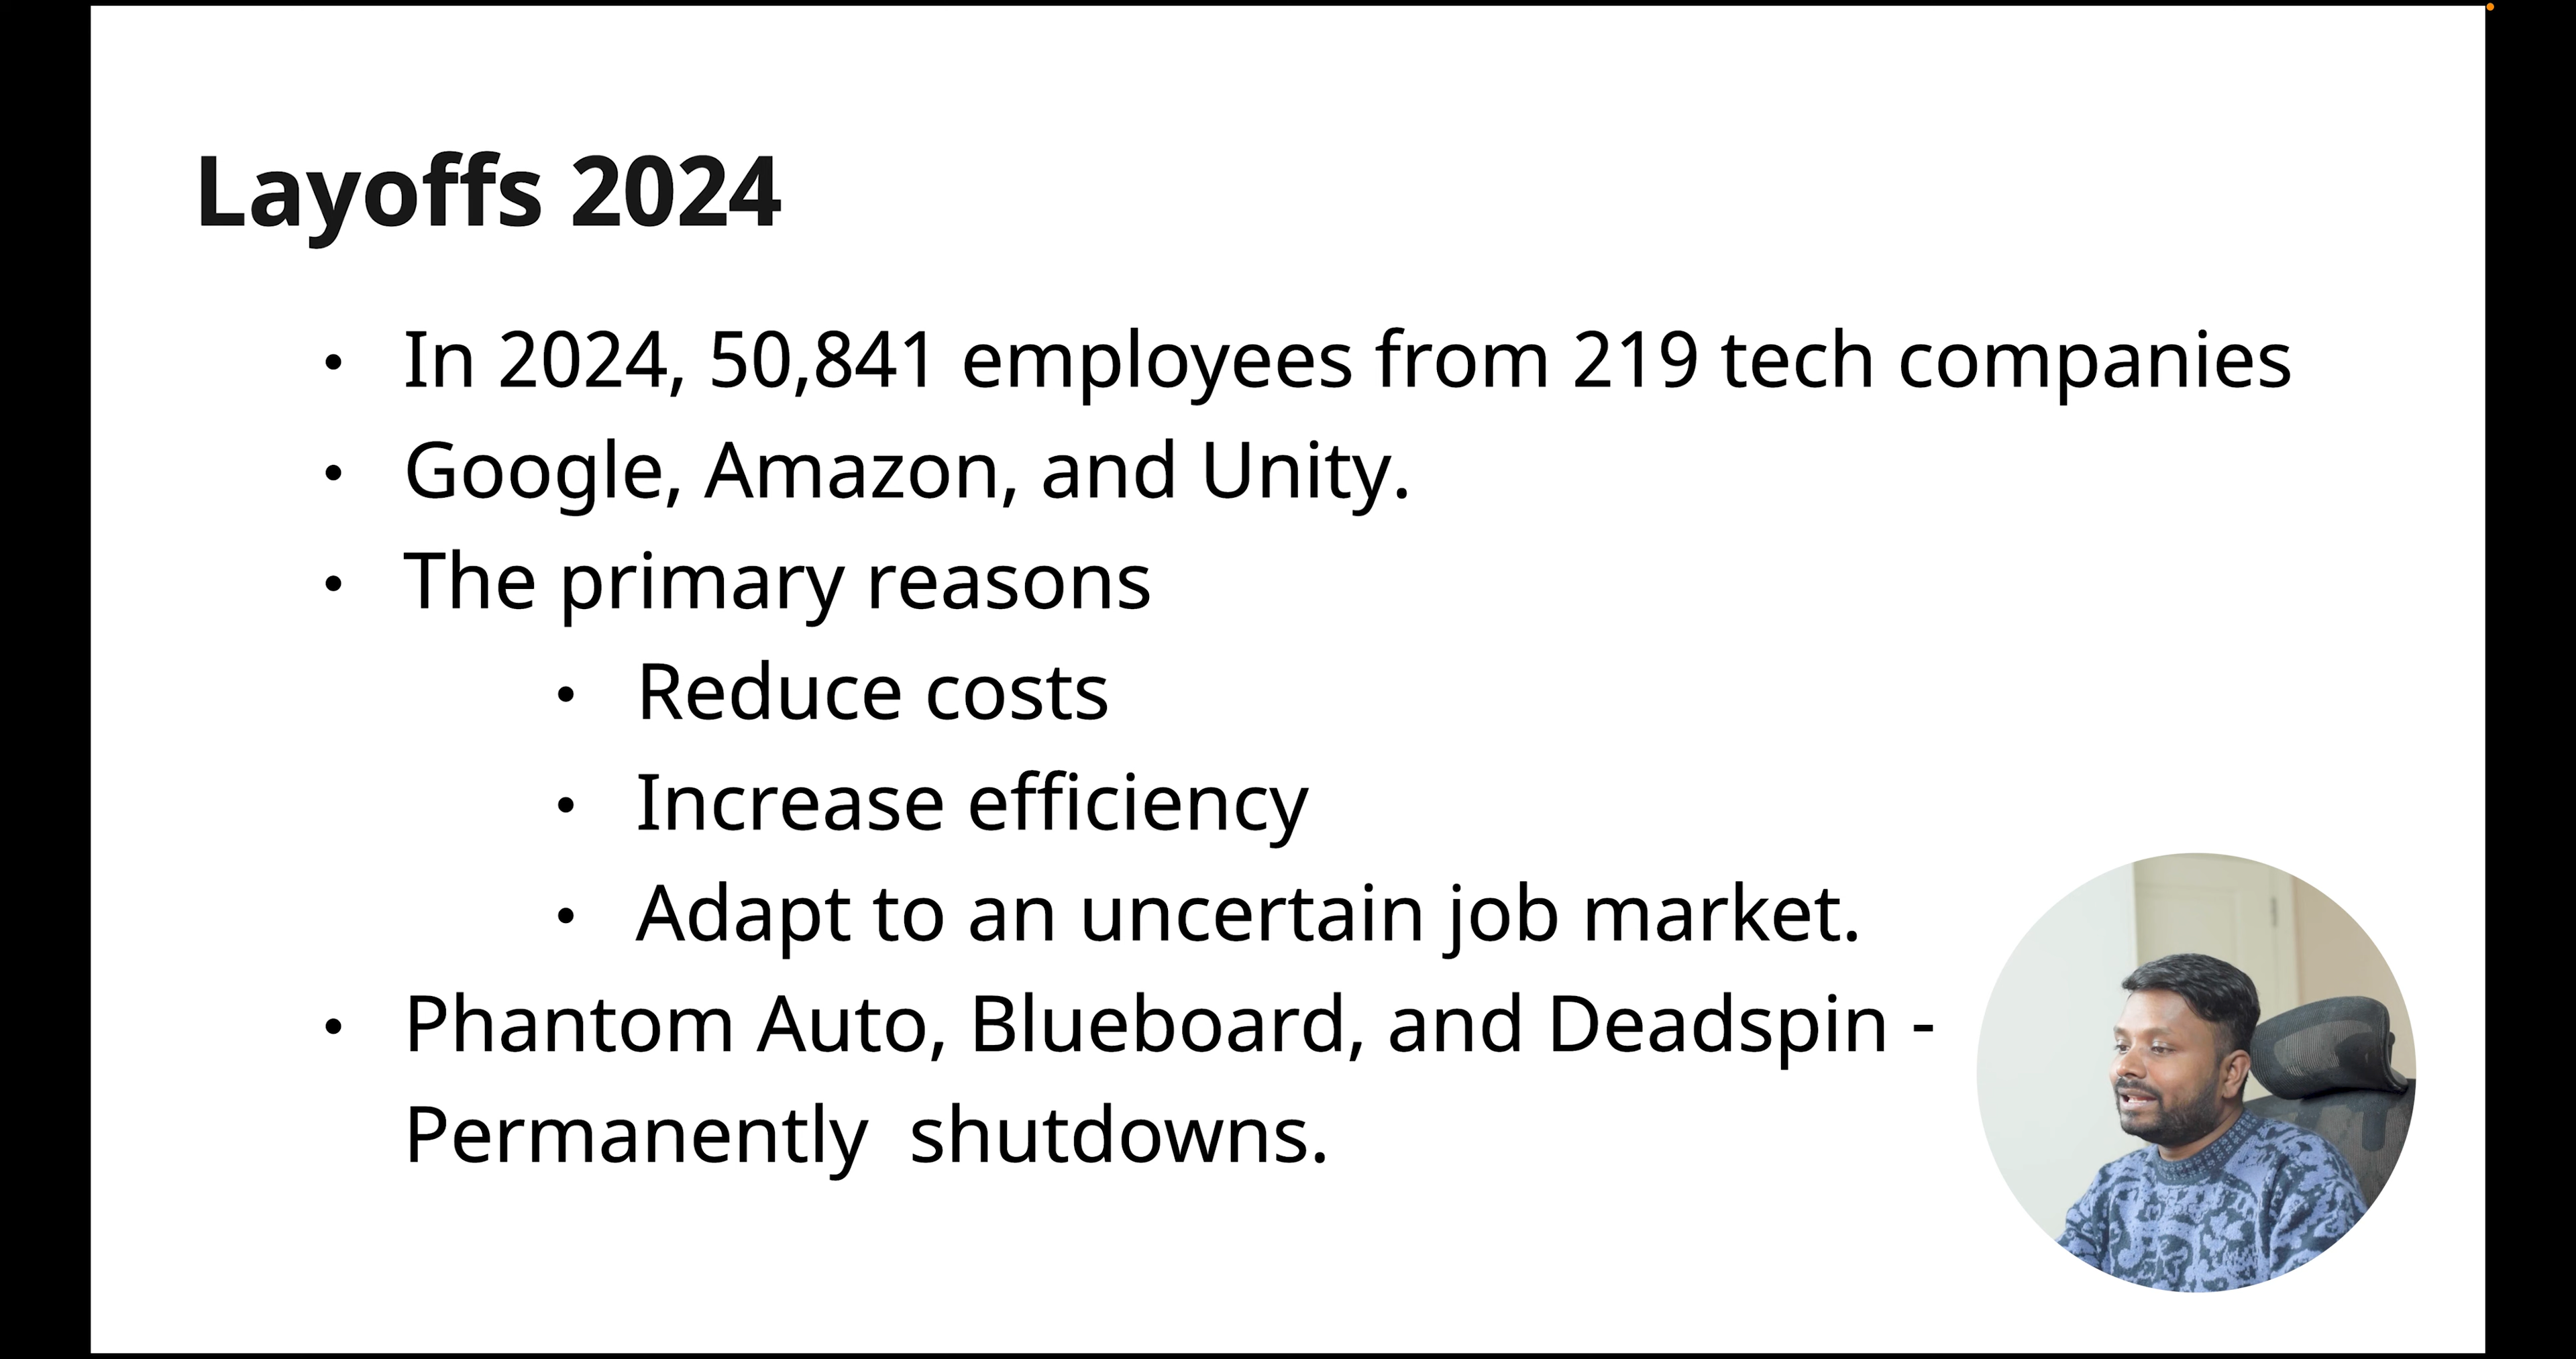 Layoffs 2024
• In 2024, 50,841 employees from 219 tech companies
• Google, Amazon, and Unity.
• The primary reasons
• Reduce costs
• Increase efficiency
• Adapt to an uncertain job market.
• Phantom Auto, Blueboard, and Deadspin -
Permanently  shutdowns.